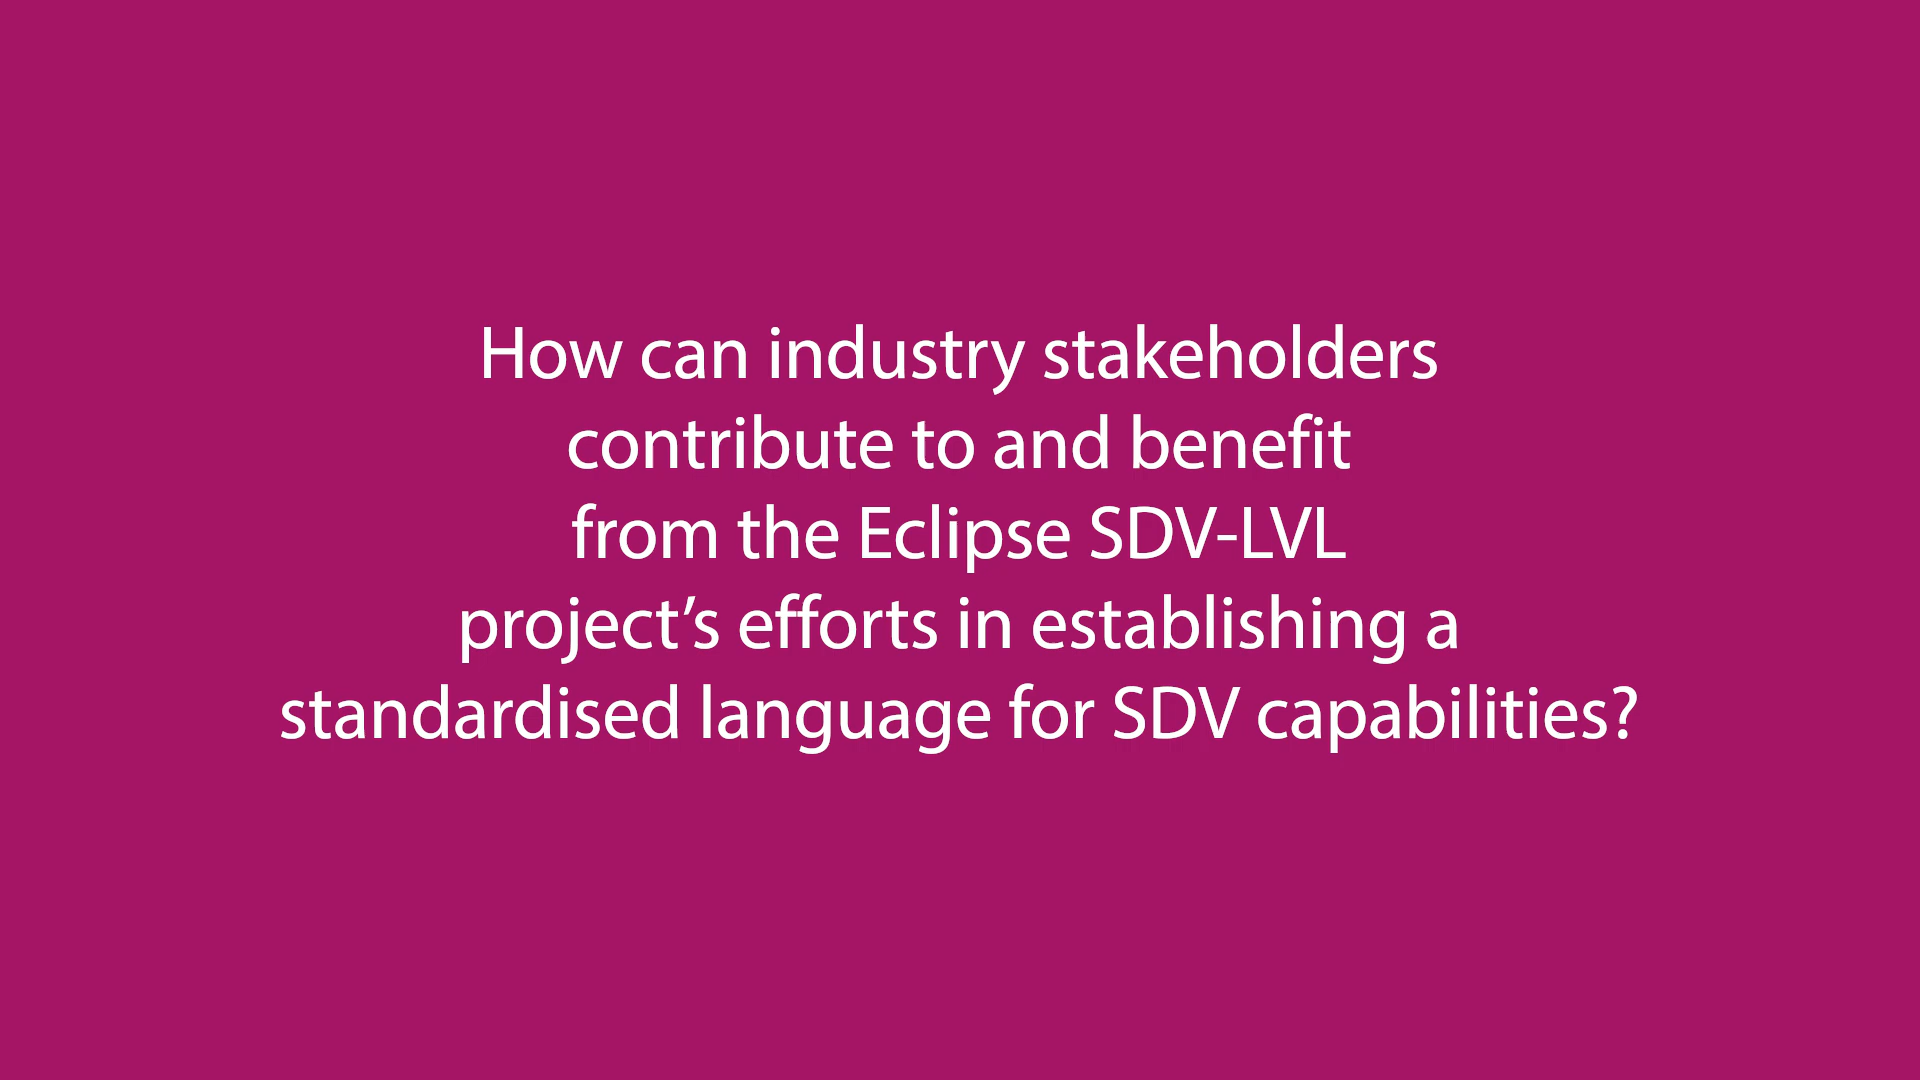 How can industry stakeholders
contribute to and benefit
from the Eclipse SDV-LVL
project’s efforts in establishing a
standardised language for SDV capabilities?